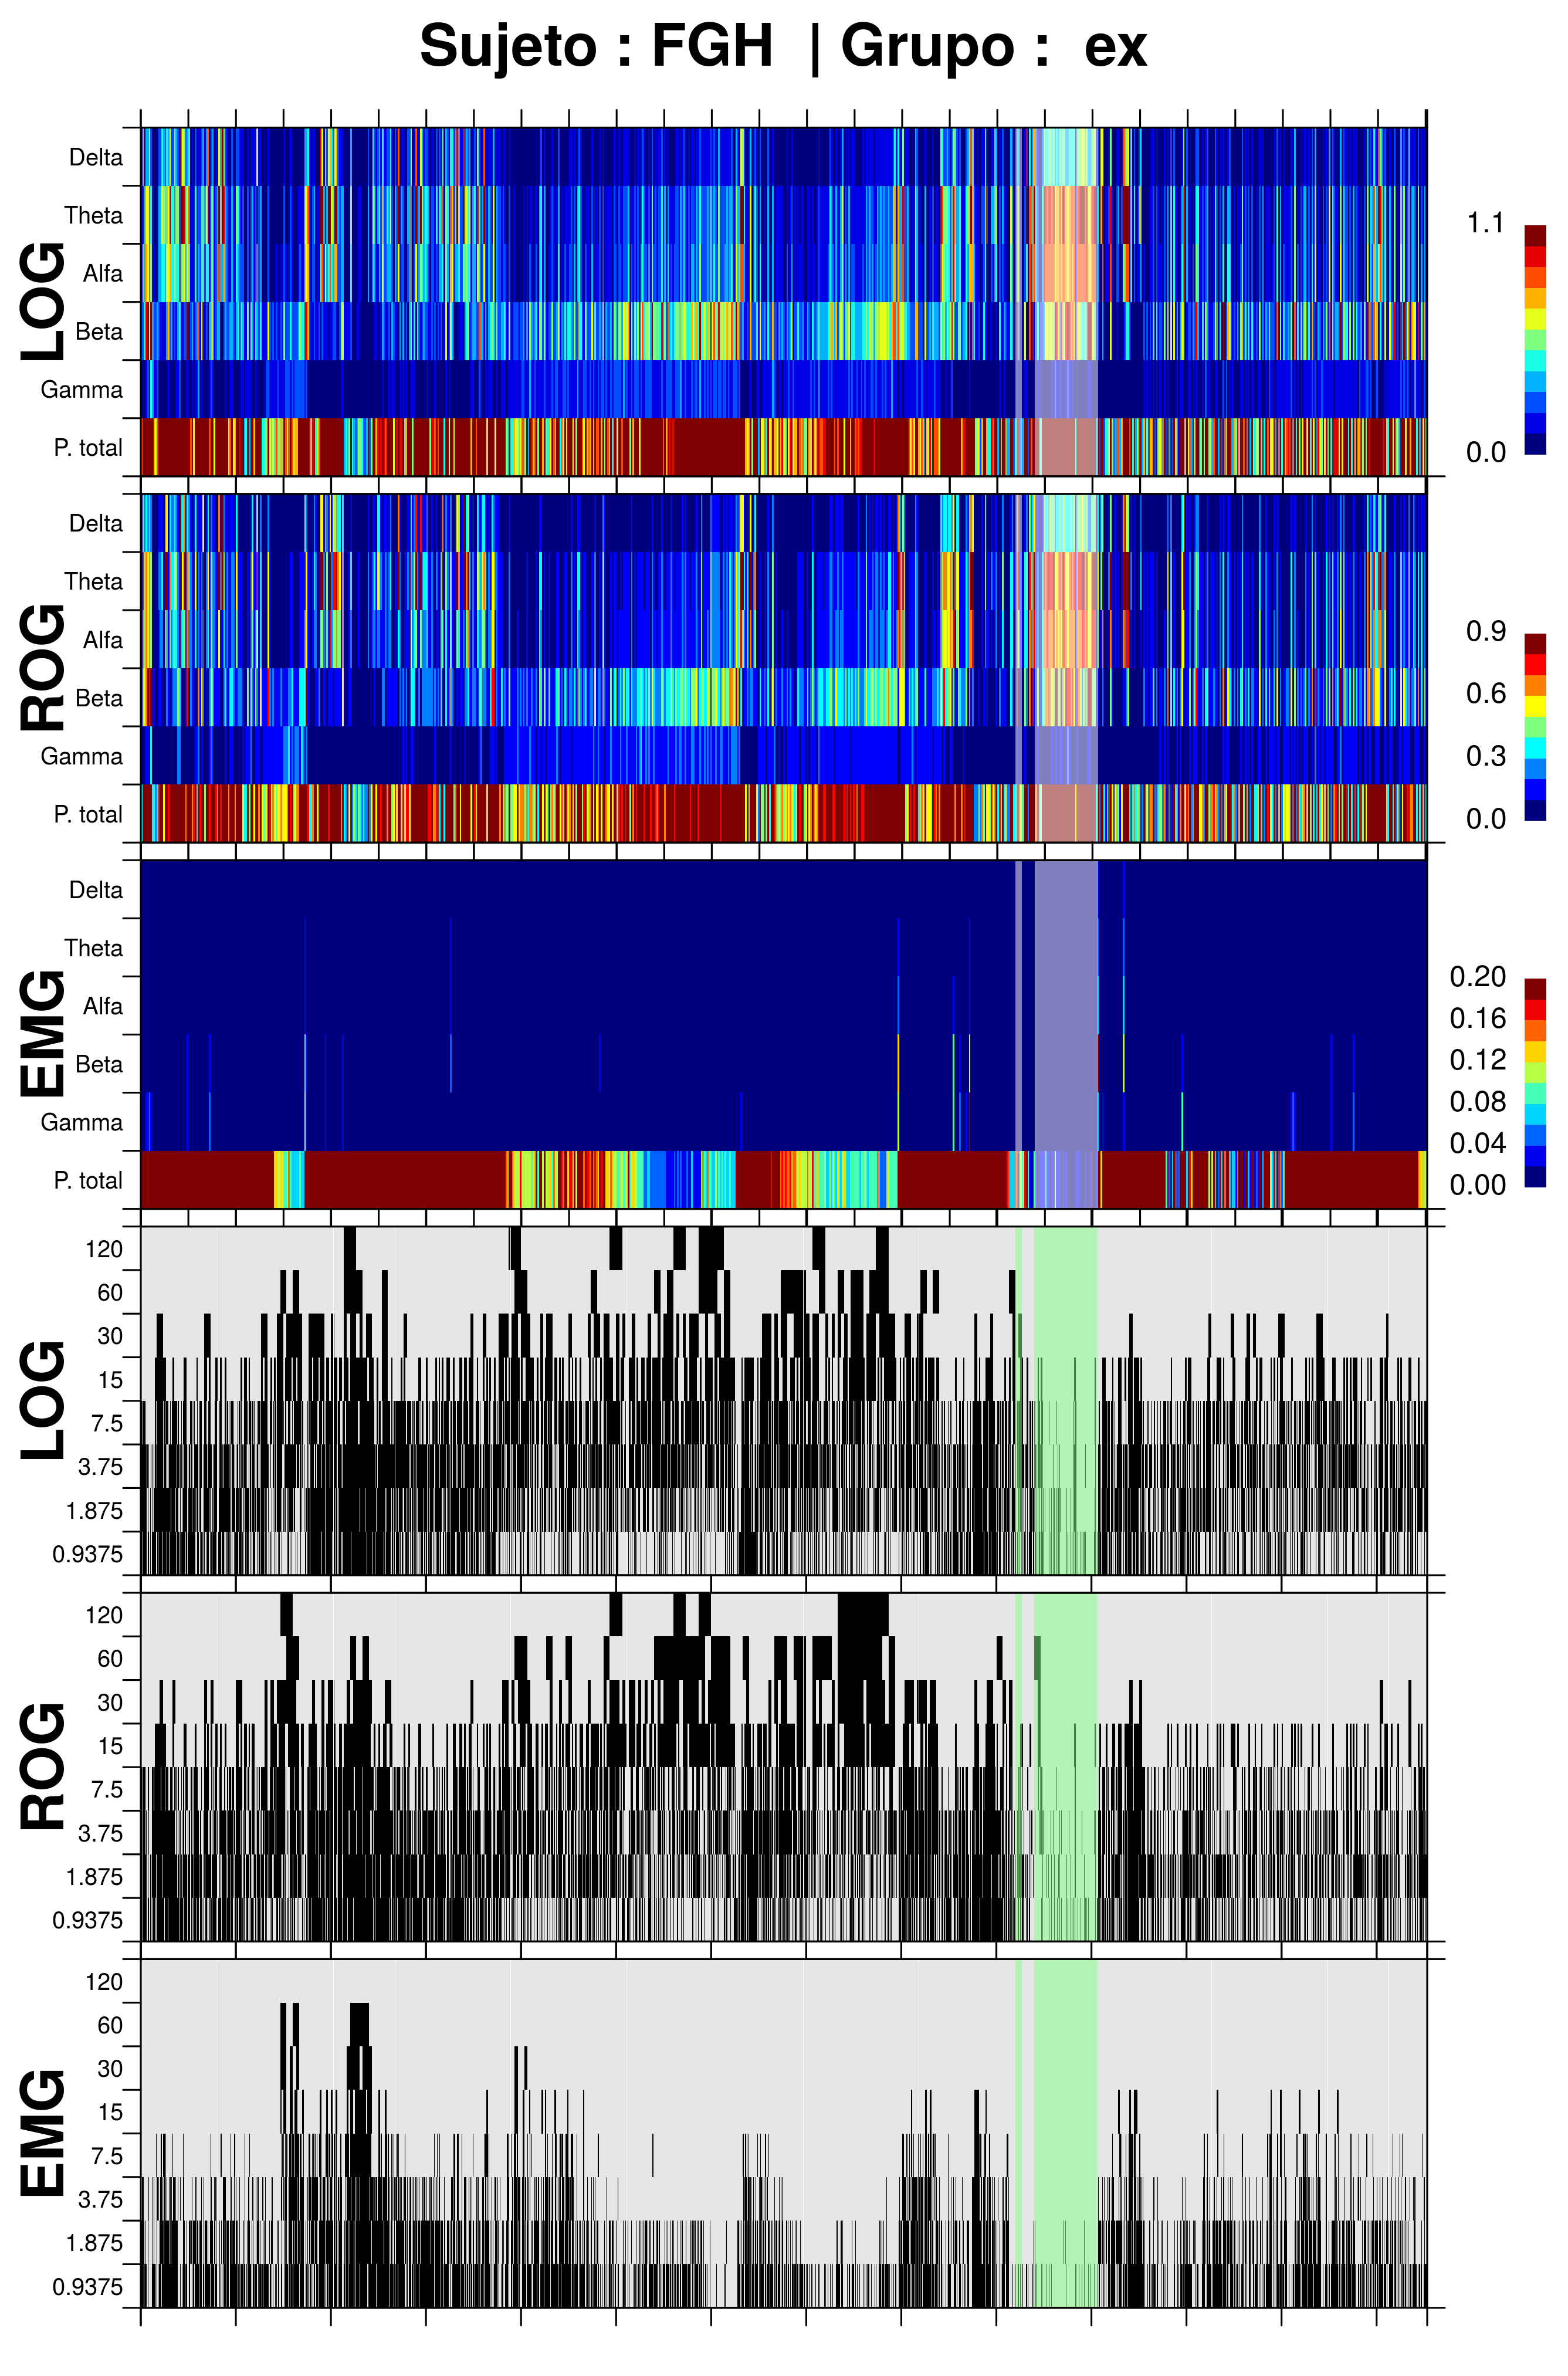 Sujeto : FGH | Grupo : ex
LOG
Delta
Theta
Alfa
Beta
Gamma
P. total
1.1
0.0
ROG
Delta
Theta
Alfa
Beta
Gamma
P. total
0.9
0.6
0.3
0.0
EMG
Delta
Theta
Alfa
Beta
Gamma
P. total
0.20
0.16
0.12
0.08
0.04
0.00
LOG
120
60
30
15
7.5
3.75
1.875
0.9375
ROG
120
60
30
15
7.5
3.75
1.875
0.9375
EMG
120
60
30
15
7.5
3.75
1.875
0.9375